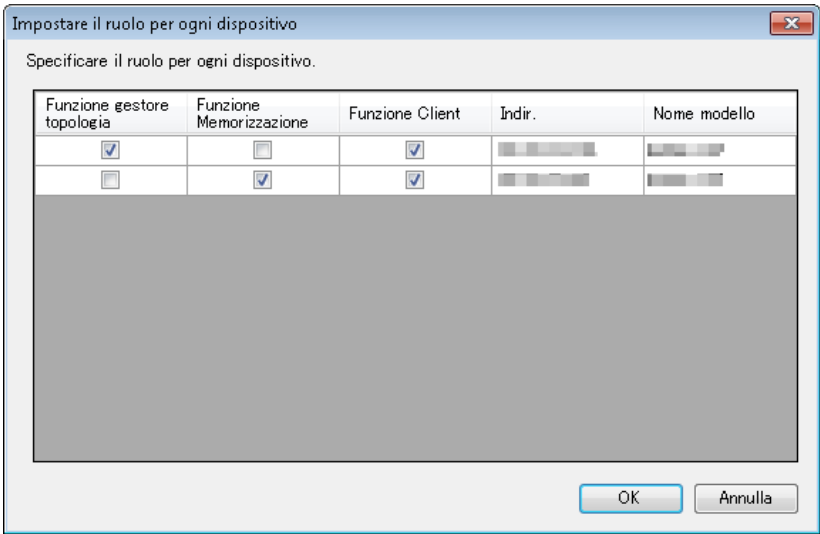 Impostare il ruolo per ogni dispositivo
Specificare il ruolo per ogni dispositivo.
Funzione gestore
topologia
Funzione
Memorizzazione
Funzione Client
Indir.
Nome modello
OK
Annulla